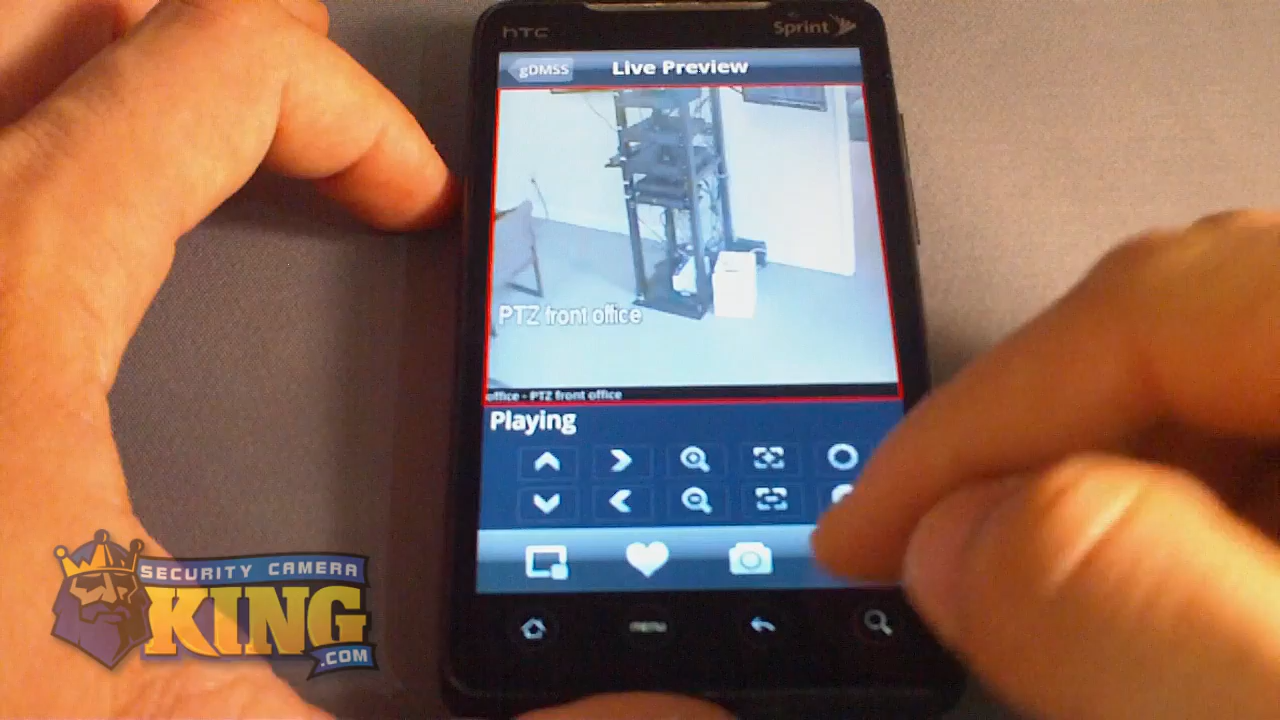 hTC
Sprint
gDMSS
Live Preview
PTZ front office
office - PTZ front office
Playing
MENU
SECURITY CAMERA
KING
.COM